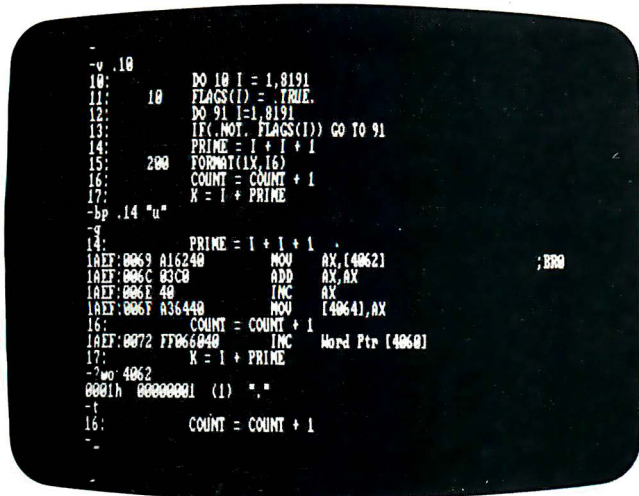 -
-v .10
10: DO 10 I = 1,8191
11: 10 FLAGS(I) = .TRUE.
12: DO 91 I=1,8191
13: IF(.NOT. FLAGS(I)) GO TO 91
14: PRIME = I + I + 1
15: 200 FORMAT(1X,I6)
16: COUNT = COUNT + 1
17: K = I + PRIME
-bp .14 "u"
-g
14: PRIME = I + I + 1
1AEF:0069 A16240 MOV AX,[4062] ;BR0
1AEF:006C 03C0 ADD AX,AX
1AEF:006E 40 INC AX
1AEF:006F A36440 MOV [4064],AX
16: COUNT = COUNT + 1
1AEF:0072 FF066040 INC Word Ptr [4060]
17: K = I + PRIME
-?wo 4062
0001h 00000001 (1) "."
-t
16: COUNT = COUNT + 1
-_